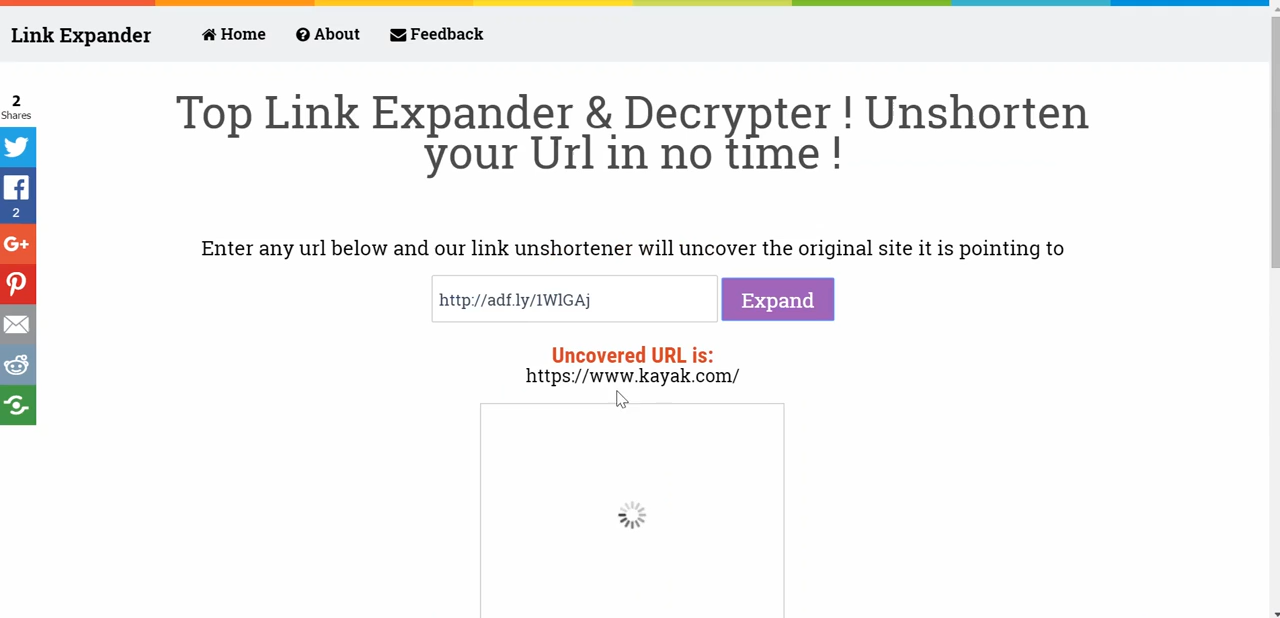 Link Expander Home About Feedback
2
Shares
Top Link Expander & Decrypter ! Unshorten
your Url in no time !
2
G+
Enter any url below and our link unshortener will uncover the original site it is pointing to
http://adf.ly/1WlGAj Expand
Uncovered URL is:
https://www.kayak.com/